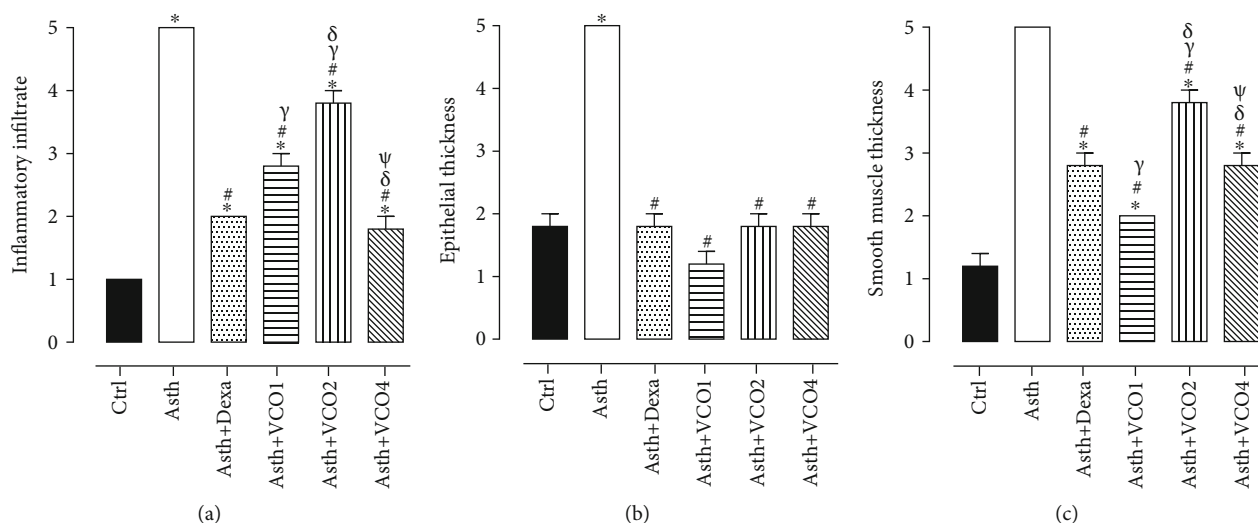 Inflammatory infiltrate
5
4
3
2
1
0
*
#
*
γ
#
*
δ
γ
#
*
ψ
δ
#
*
Ctrl
Asth
Asth+Dexa
Asth+VCO1
Asth+VCO2
Asth+VCO4
(a)
Epithelial thickness
5
4
3
2
1
0
*
#
#
#
#
Ctrl
Asth
Asth+Dexa
Asth+VCO1
Asth+VCO2
Asth+VCO4
(b)
Smooth muscle thickness
5
4
3
2
1
0
#
*
γ
#
*
δ
γ
#
*
ψ
δ
#
*
Ctrl
Asth
Asth+Dexa
Asth+VCO1
Asth+VCO2
Asth+VCO4
(c)